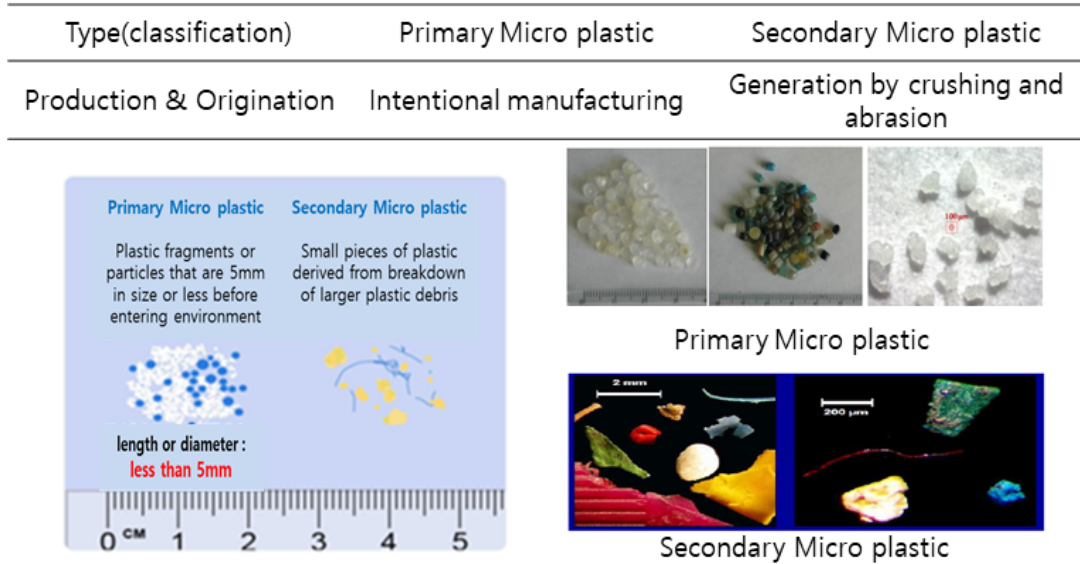 Type(classification)
Primary Micro plastic
Secondary Micro plastic
Production & Origination
Intentional manufacturing
Generation by crushing and
abrasion
Primary Micro plastic
Plastic fragments or
particles that are 5mm
in size or less before
entering environment
Secondary Micro plastic
Small pieces of plastic
derived from breakdown
of larger plastic debris
length or diameter :
less than 5mm
0 CM 1 2 3 4 5
100μm
Primary Micro plastic
2 mm
200 μm
Secondary Micro plastic